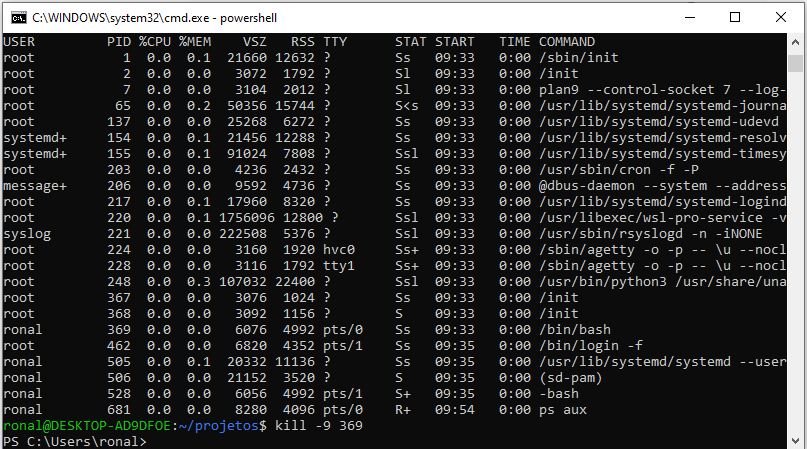 C:\WINDOWS\system32\cmd.exe - powershell
USER PID %CPU %MEM VSZ RSS TTY STAT START TIME COMMAND
root 1 0.0 0.1 21660 12632 ? Ss 09:33 0:00 /sbin/init
root 2 0.0 0.0 3072 1792 ? Sl 09:33 0:00 /init
root 7 0.0 0.0 3104 2012 ? Sl 09:33 0:00 plan9 --control-socket 7 --log-
root 65 0.0 0.2 50356 15744 ? S<s 09:33 0:00 /usr/lib/systemd/systemd-journa
root 137 0.0 0.0 25268 6272 ? Ss 09:33 0:00 /usr/lib/systemd/systemd-udevd
systemd+ 154 0.0 0.1 21456 12288 ? Ss 09:33 0:00 /usr/lib/systemd/systemd-resolv
systemd+ 155 0.0 0.1 91024 7808 ? Ssl 09:33 0:00 /usr/lib/systemd/systemd-timesy
root 203 0.0 0.0 4236 2432 ? Ss 09:33 0:00 /usr/sbin/cron -f -P
message+ 206 0.0 0.0 9592 4736 ? Ss 09:33 0:00 @dbus-daemon --system --address
root 217 0.0 0.1 17960 8320 ? Ss 09:33 0:00 /usr/lib/systemd/systemd-logind
root 220 0.0 0.1 1756096 12800 ? Ssl 09:33 0:00 /usr/libexec/wsl-pro-service -v
syslog 221 0.0 0.0 222508 5376 ? Ssl 09:33 0:00 /usr/sbin/rsyslogd -n -iNONE
root 224 0.0 0.0 3160 1920 hvc0 Ss+ 09:33 0:00 /sbin/agetty -o -p -- \u --nocl
root 228 0.0 0.0 3116 1792 tty1 Ss+ 09:33 0:00 /sbin/agetty -o -p -- \u --nocl
root 248 0.0 0.3 107032 22400 ? Ssl 09:33 0:00 /usr/bin/python3 /usr/share/una
root 367 0.0 0.0 3076 1024 ? Ss 09:33 0:00 /init
root 368 0.0 0.0 3092 1156 ? S 09:33 0:00 /init
ronal 369 0.0 0.0 6076 4992 pts/0 Ss 09:33 0:00 /bin/bash
root 462 0.0 0.0 6820 4352 pts/1 Ss 09:35 0:00 /bin/login -f
ronal 505 0.0 0.1 20332 11136 ? Ss 09:35 0:00 /usr/lib/systemd/systemd --user
ronal 506 0.0 0.0 21152 3520 ? S 09:35 0:00 (sd-pam)
ronal 528 0.0 0.0 6056 4992 pts/1 S+ 09:35 0:00 -bash
ronal 681 0.0 0.0 8280 4096 pts/0 R+ 09:54 0:00 ps aux
ronal@DESKTOP-AD9DFOE:~/projetos$ kill -9 369
PS C:\Users\ronal>